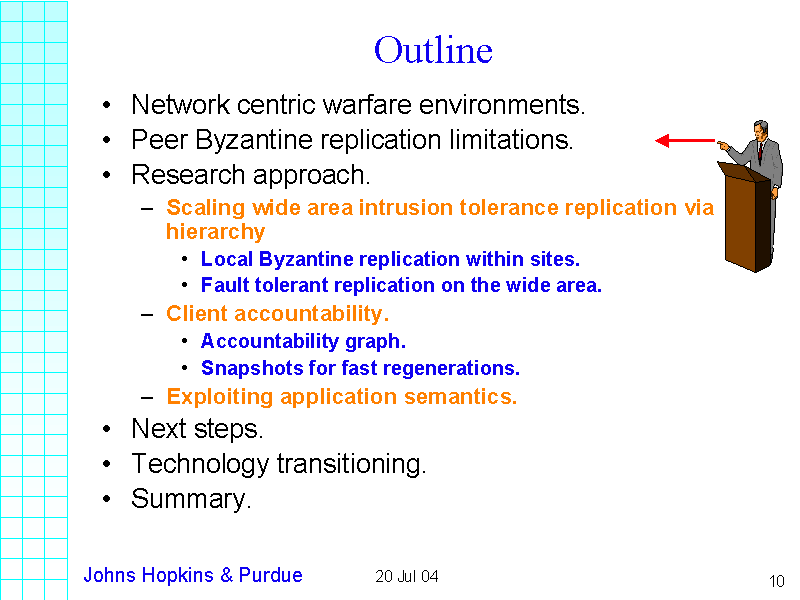 Outline
• Network centric warfare environments.
• Peer Byzantine replication limitations.
• Research approach.
– Scaling wide area intrusion tolerance replication via
hierarchy
• Local Byzantine replication within sites.
• Fault tolerant replication on the wide area.
– Client accountability.
• Accountability graph.
• Snapshots for fast regenerations.
– Exploiting application semantics.
• Next steps.
• Technology transitioning.
• Summary.
Johns Hopkins & Purdue
20 Jul 04
10